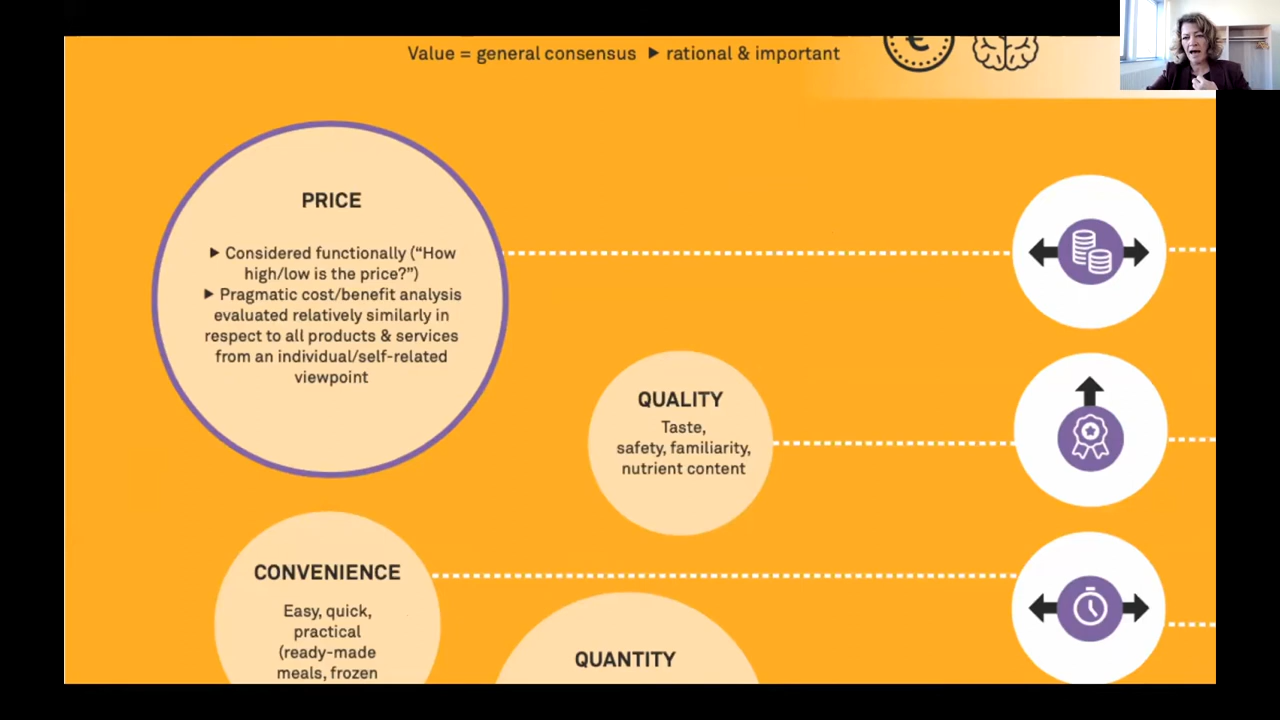 Value = general consensus ▶ rational & important
PRICE
▶ Considered functionally (“How
high/low is the price?”)
▶ Pragmatic cost/benefit analysis
evaluated relatively similarly in
respect to all products & services
from an individual/self-related
viewpoint
QUALITY
Taste,
safety, familiarity,
nutrient content
CONVENIENCE
Easy, quick,
practical
(ready-made
meals, frozen
QUANTITY